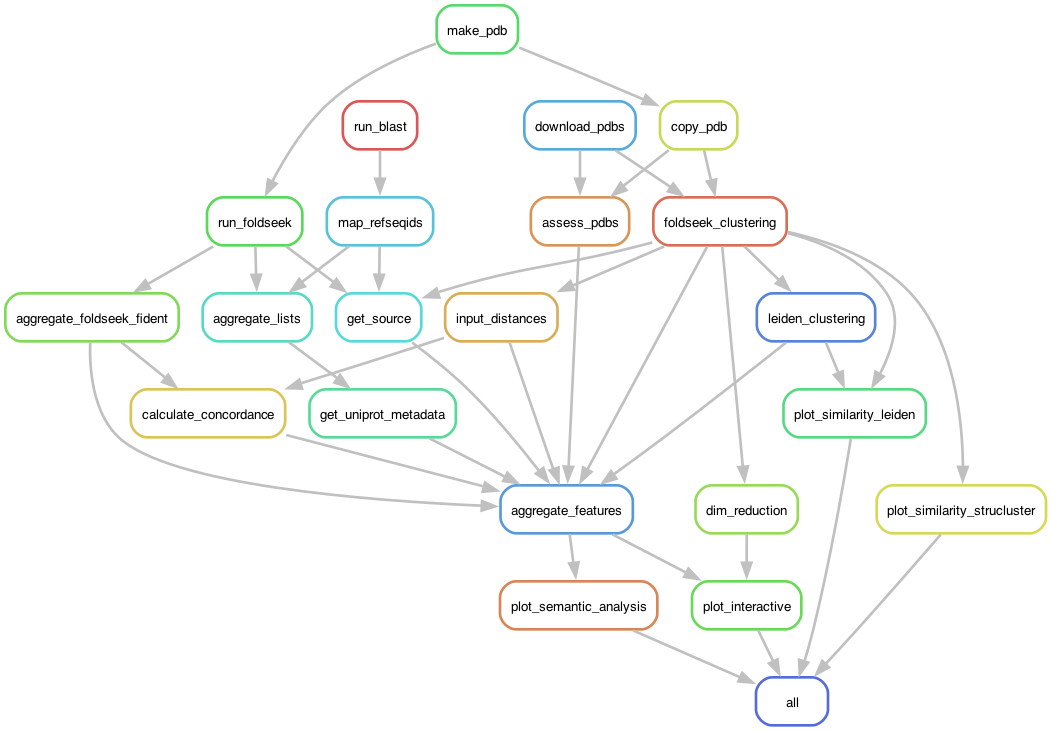 make_pdb
run_blast
download_pdbs
copy_pdb
run_foldseek
map_refseqids
assess_pdbs
foldseek_clustering
aggregate_foldseek_fident
aggregate_lists
get_source
input_distances
leiden_clustering
calculate_concordance
get_uniprot_metadata
plot_similarity_leiden
aggregate_features
dim_reduction
plot_similarity_strucluster
plot_semantic_analysis
plot_interactive
all